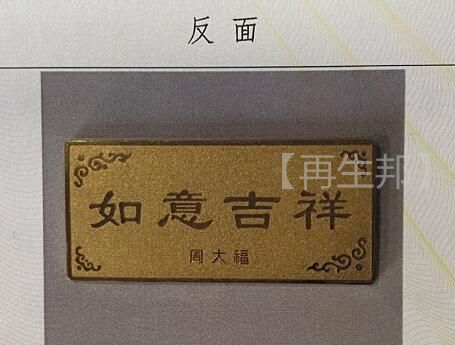 反面
【再生邦】
如意吉祥
周大福